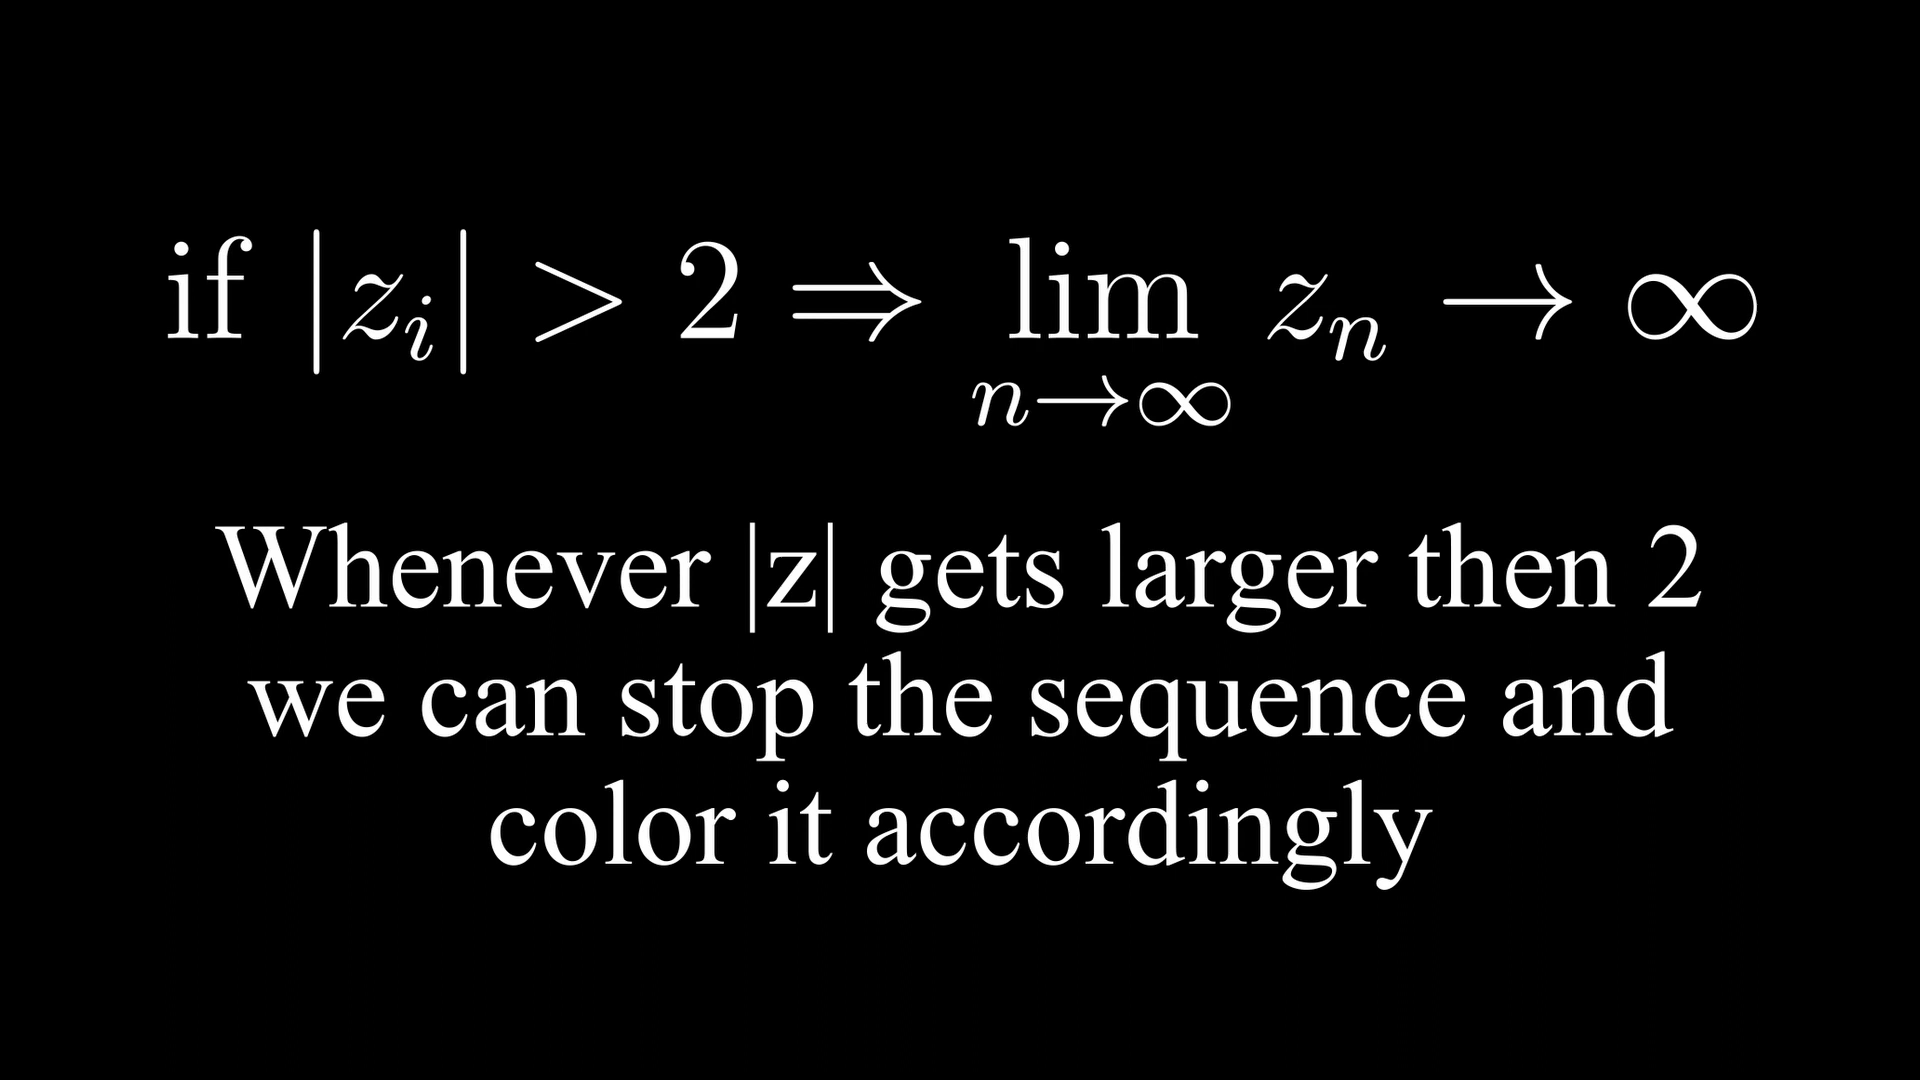 if |z_i| > 2 ⇒ lim_{n→∞} z_n → ∞
Whenever |z| gets larger then 2
we can stop the sequence and
color it accordingly